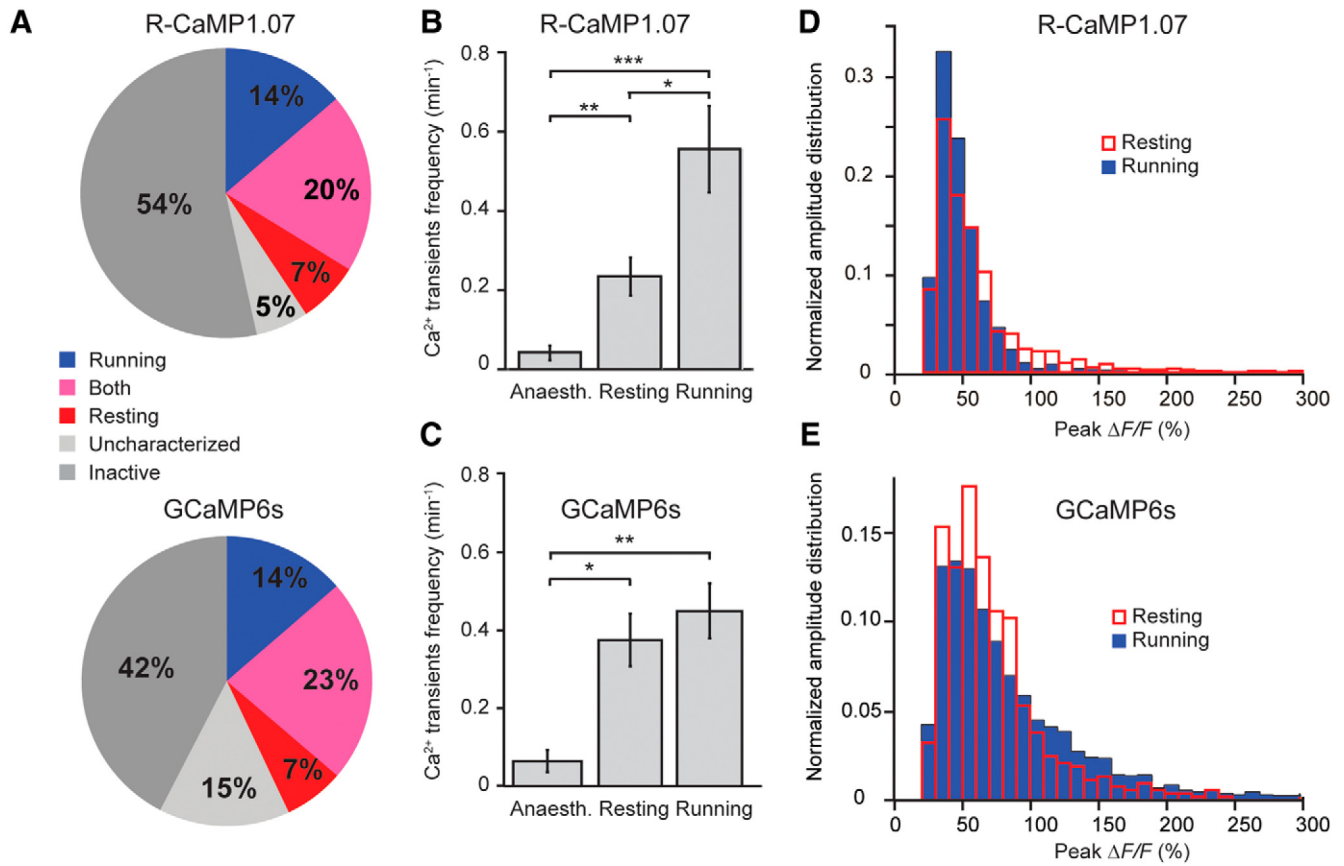 A
R-CaMP1.07
14%
20%
7%
5%
54%
Running
Both
Resting
Uncharacterized
Inactive
GCaMP6s
14%
23%
7%
15%
42%
B
R-CaMP1.07
Ca²⁺ transients frequency (min⁻¹)
0.8
0.6
0.4
0.2
0
***
*
**
Anaesth. Resting Running
C
GCaMP6s
Ca²⁺ transients frequency (min⁻¹)
0.8
0.6
0.4
0.2
0
**
*
Anaesth. Resting Running
D
R-CaMP1.07
Normalized amplitude distribution
0.3
0.2
0.1
0
Resting
Running
0 50 100 150 200 250 300
Peak ΔF/F (%)
E
GCaMP6s
Normalized amplitude distribution
0.15
0.10
0.05
0
Resting
Running
0 50 100 150 200 250 300
Peak ΔF/F (%)